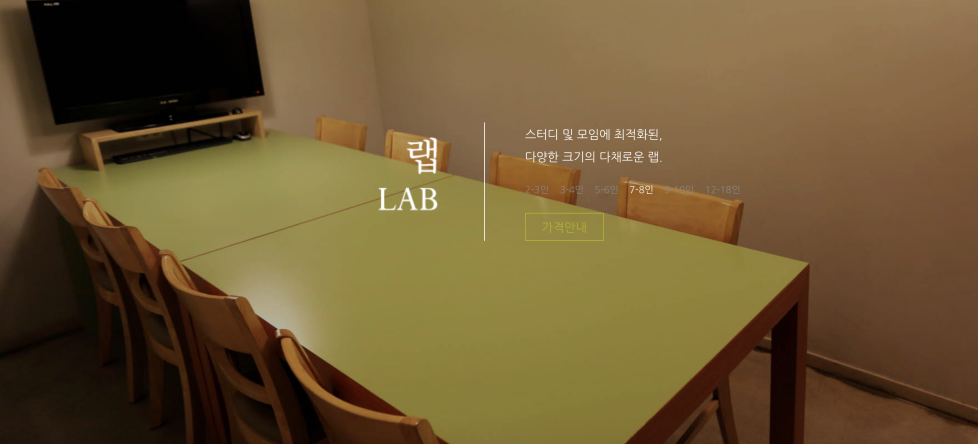 랩
LAB
스터디 및 모임에 최적화된,
다양한 크기의 다채로운 랩.
2-3인 3-4인 5-6인 7-8인 9-10인 12-18인
가격안내